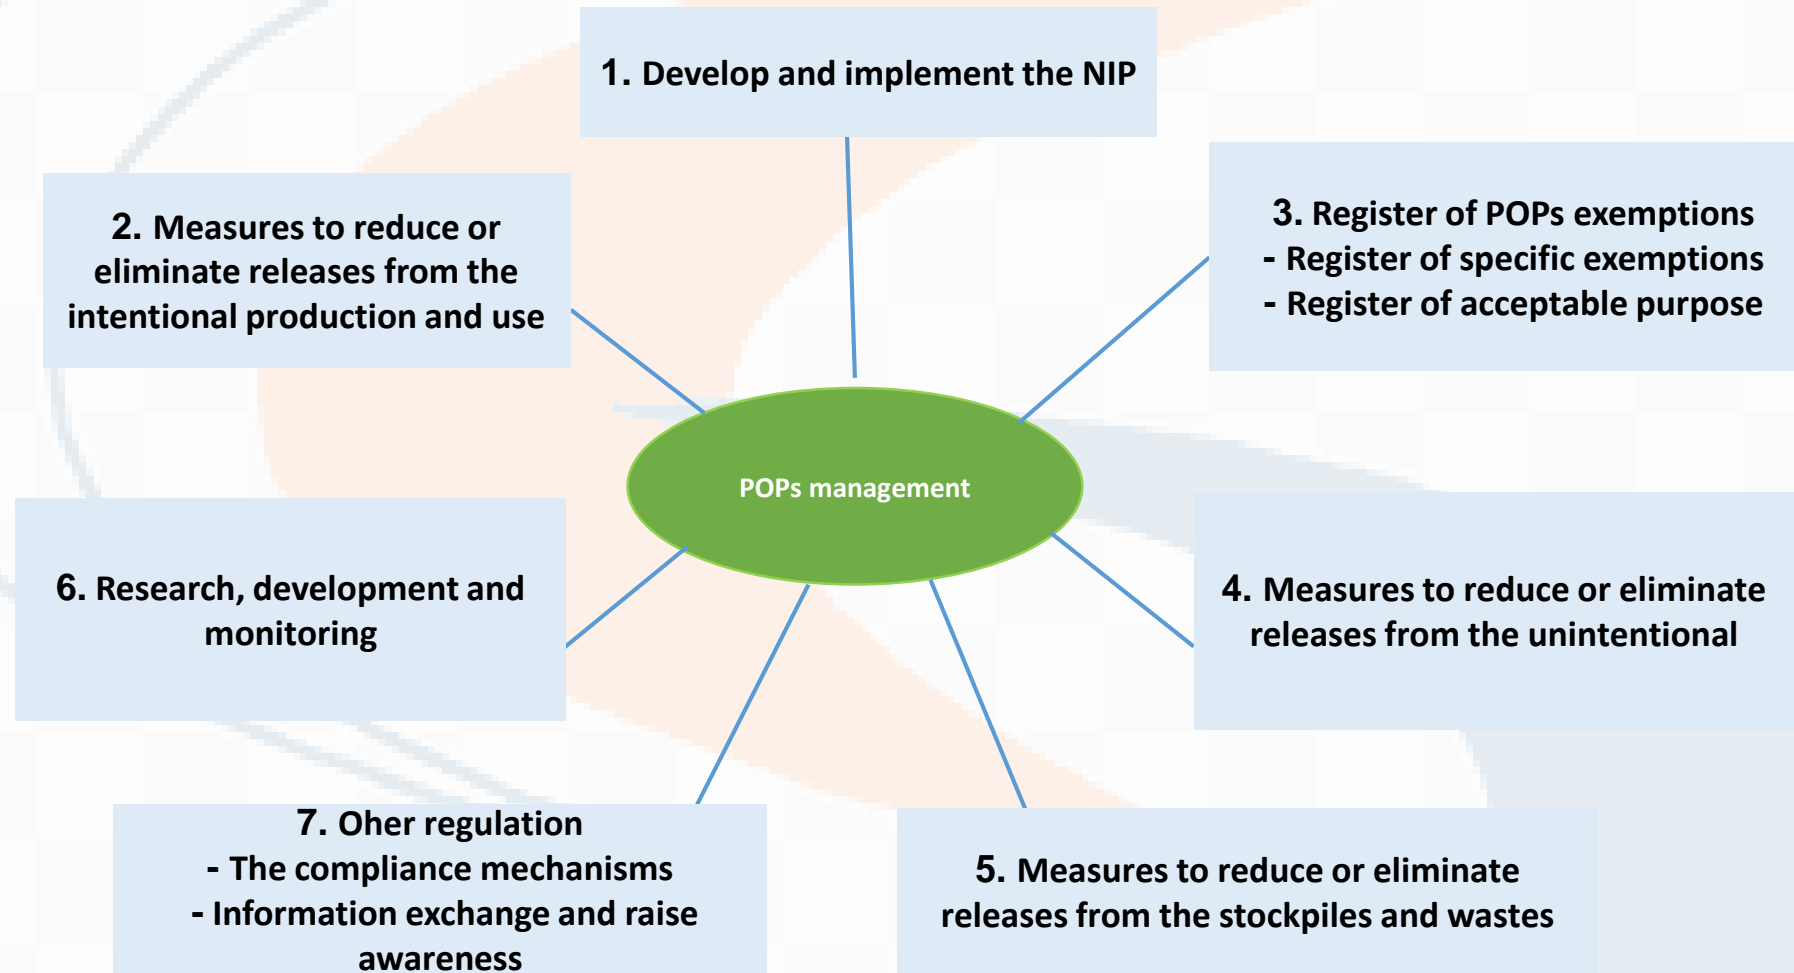 1. Develop and implement the NIP
2. Measures to reduce or
eliminate releases from the
intentional production and use
3. Register of POPs exemptions
- Register of specific exemptions
- Register of acceptable purpose
POPs management
6. Research, development and
monitoring
4. Measures to reduce or eliminate
releases from the unintentional
7. Oher regulation
- The compliance mechanisms
- Information exchange and raise
awareness
5. Measures to reduce or eliminate
releases from the stockpiles and wastes